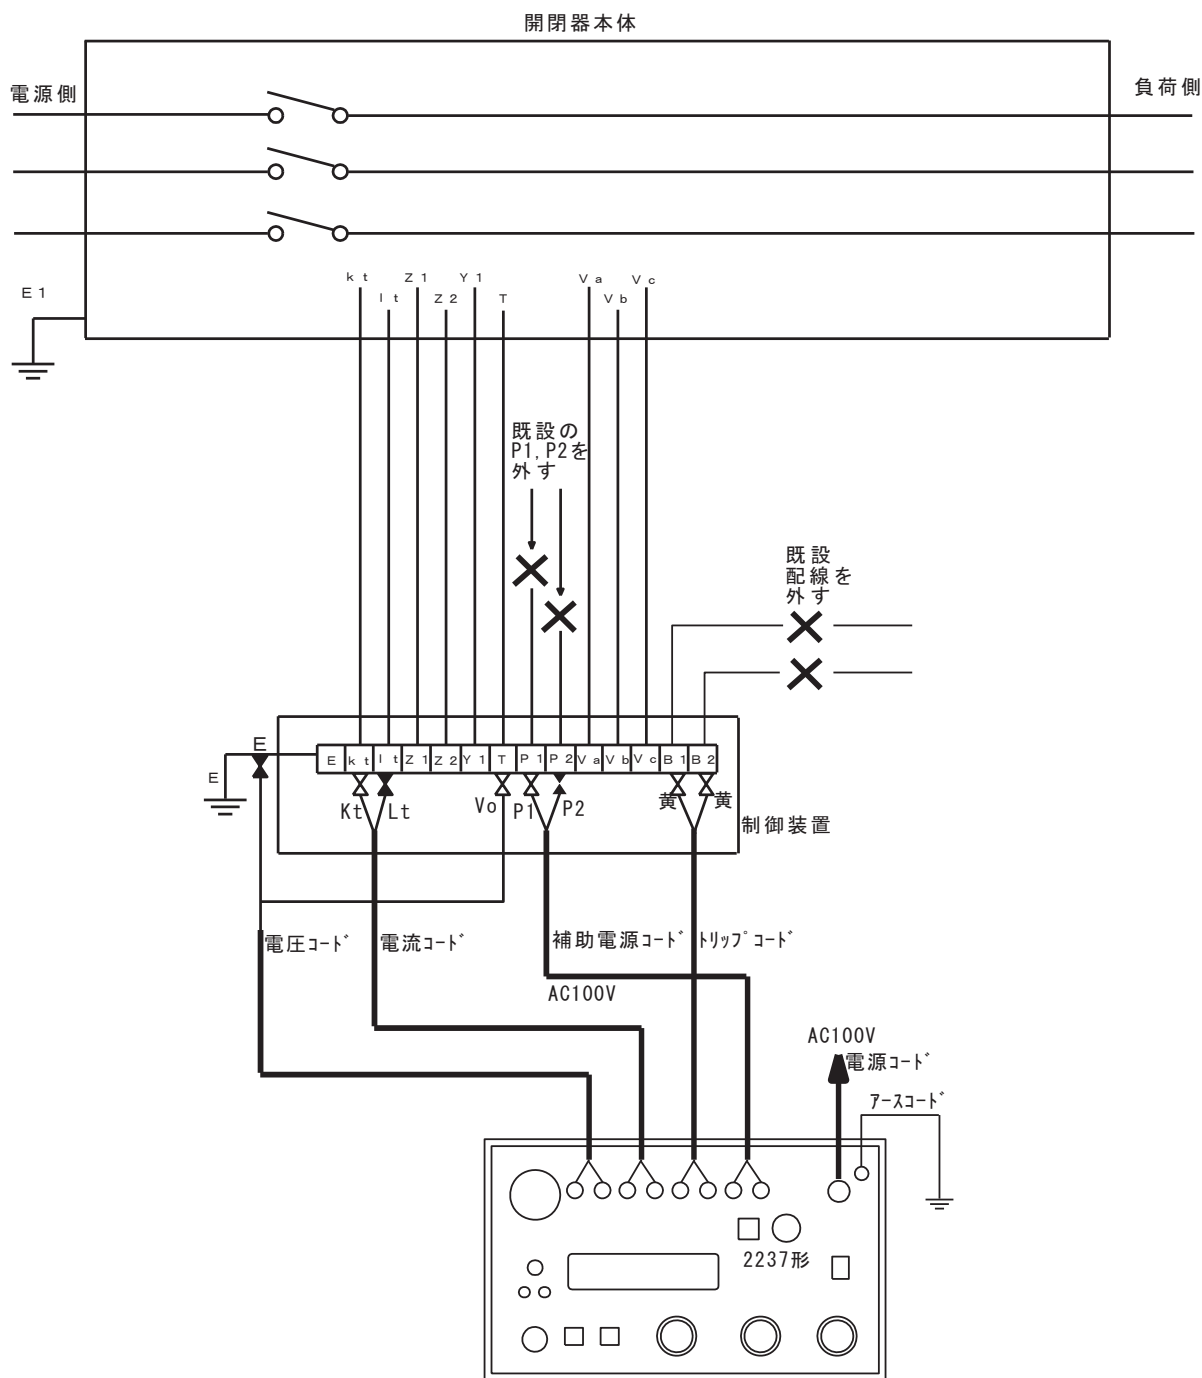 開閉器本体
電源側
負荷側
kt
Z1
Y1
Va
Vc
E1
lt
Z2
T
Vb
既設の
P1,P2を
外す
既設
配線を
外す
E
E
E kt lt Z1 Z2 Y1 T P1 P2 Va Vb Vc B1 B2
Kt
Lt
Vo
P1
P2
黄
黄
制御装置
電圧ｺｰﾄﾞ
電流ｺｰﾄﾞ
補助電源ｺｰﾄﾞ
ﾄﾘｯﾌﾟｺｰﾄﾞ
AC100V
AC100V
電源ｺｰﾄﾞ
ｱｰｽｺｰﾄﾞ
2237形